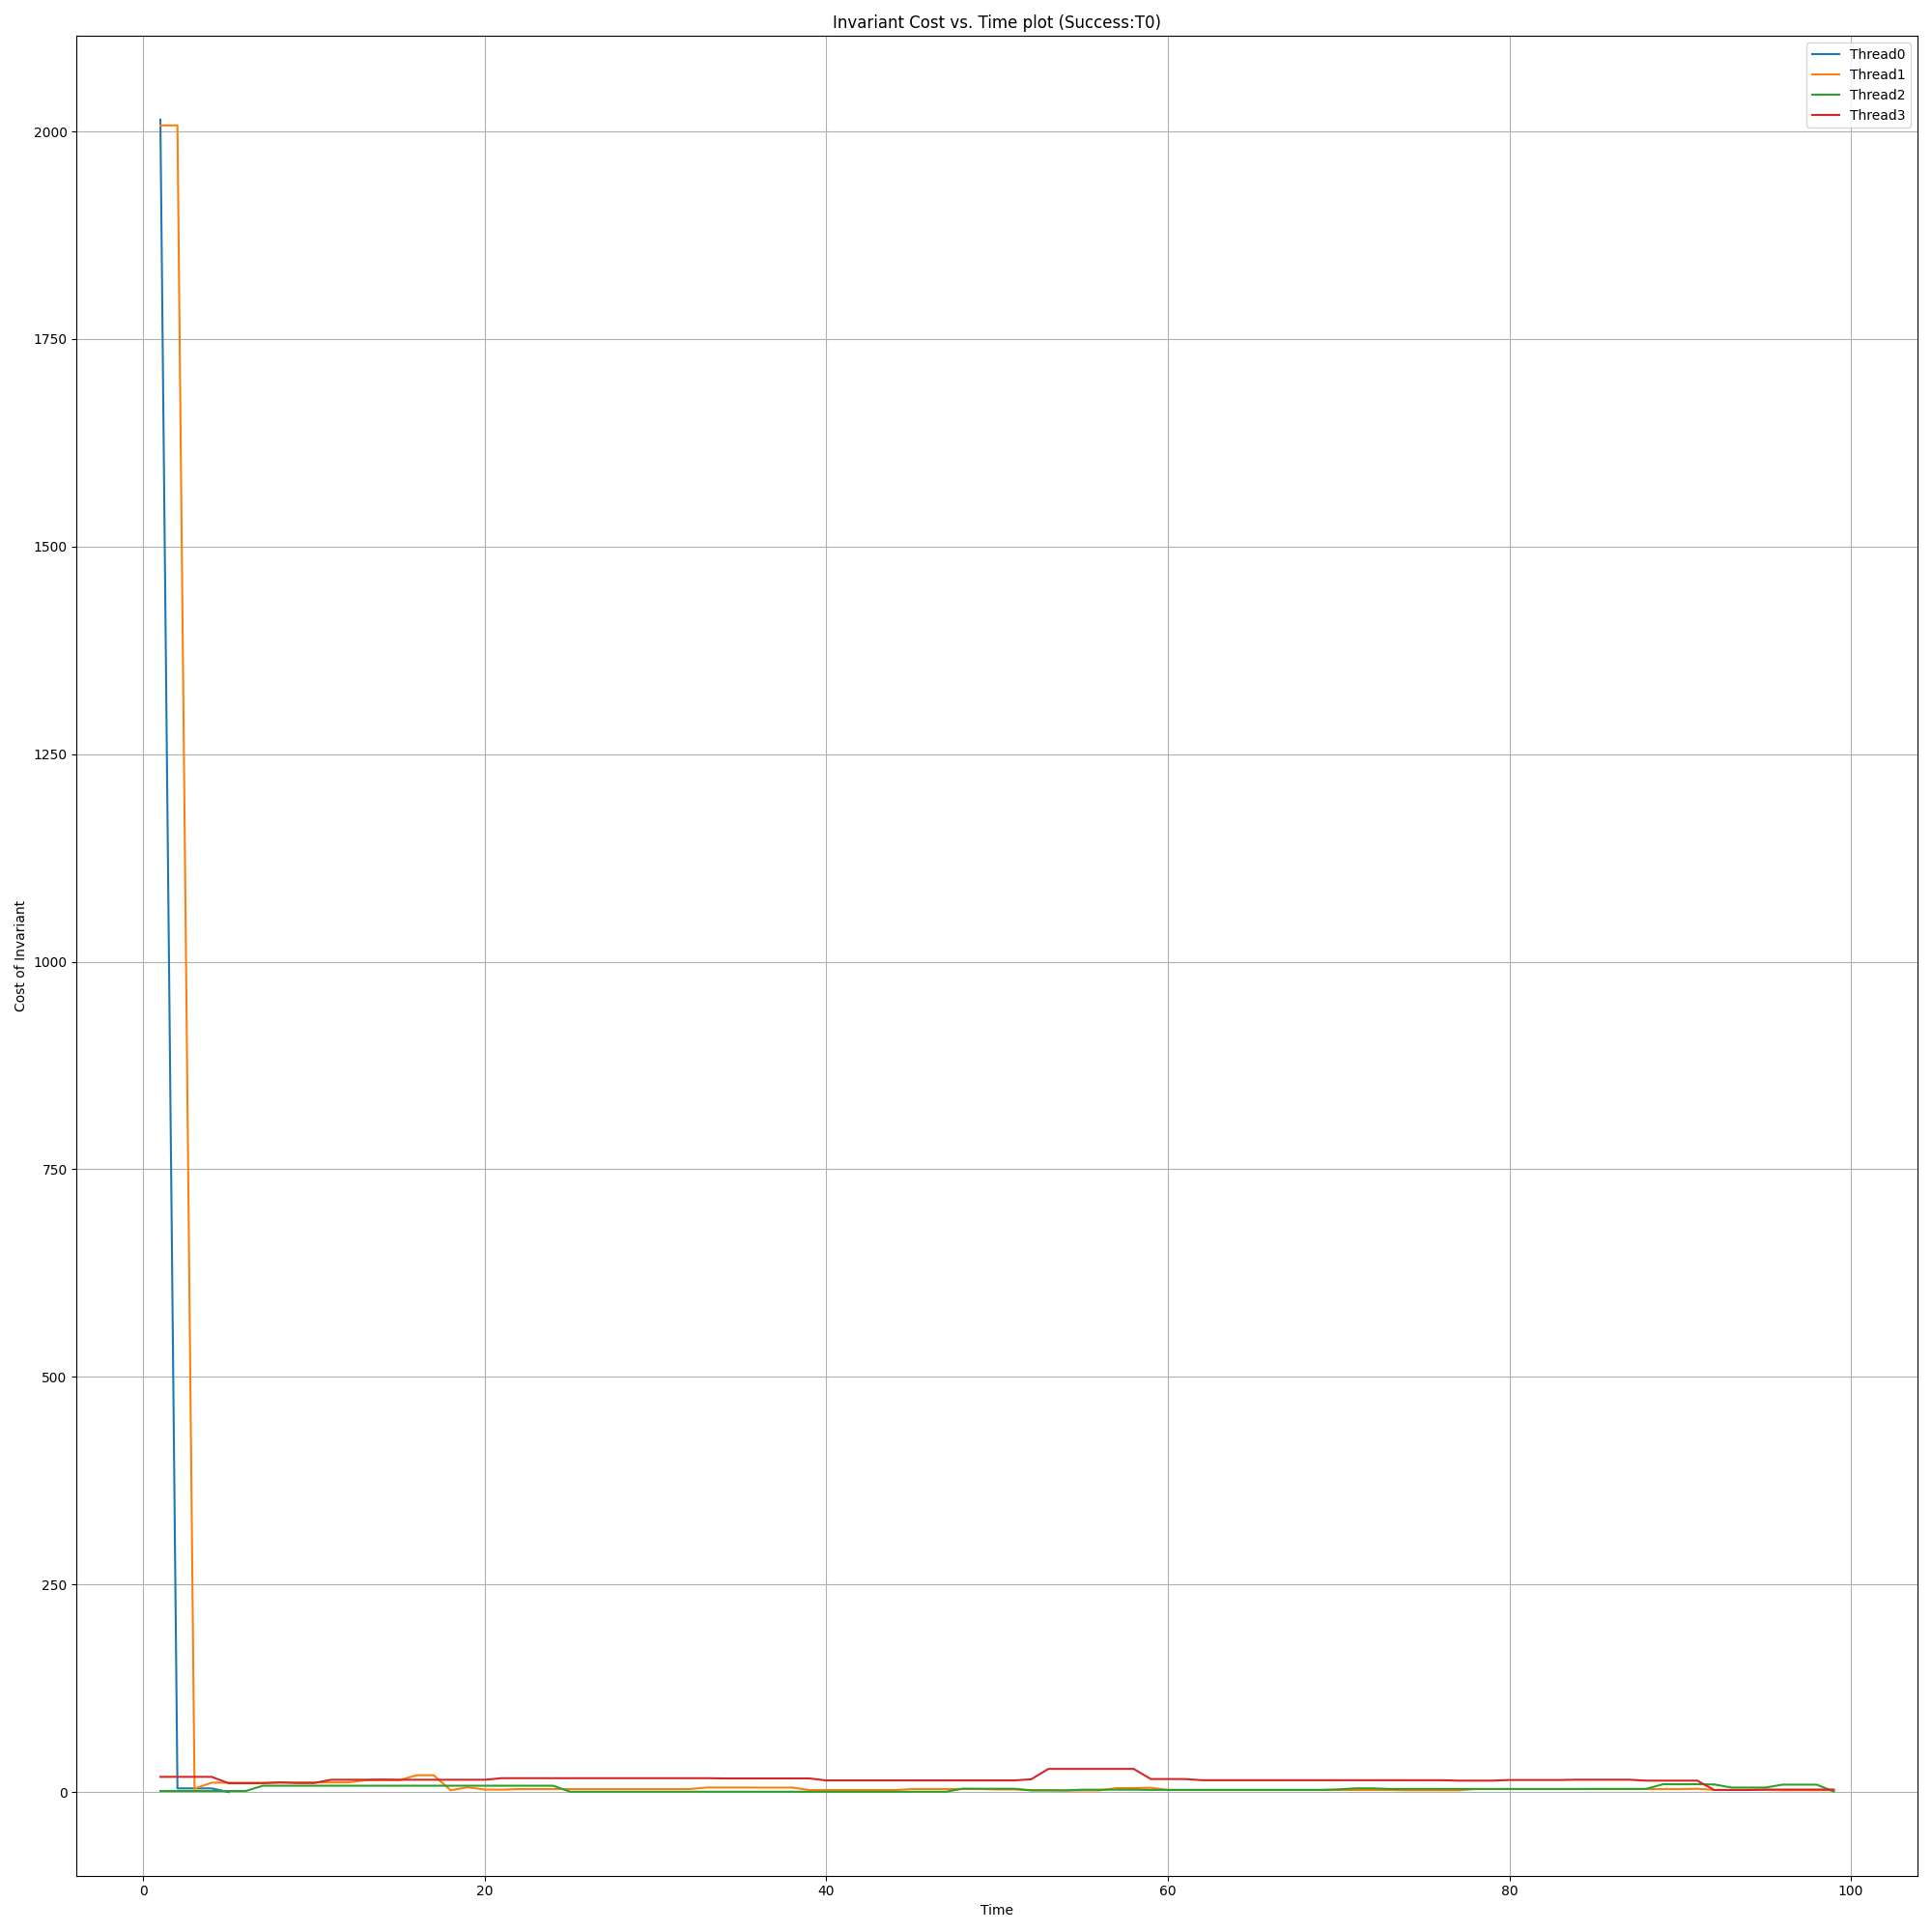 Invariant Cost vs. Time plot (Success:T0)
Thread0
Thread1
Thread2
Thread3
2000
1750
1500
1250
1000
750
500
250
0
Cost of Invariant
0 20 40 60 80 100
Time